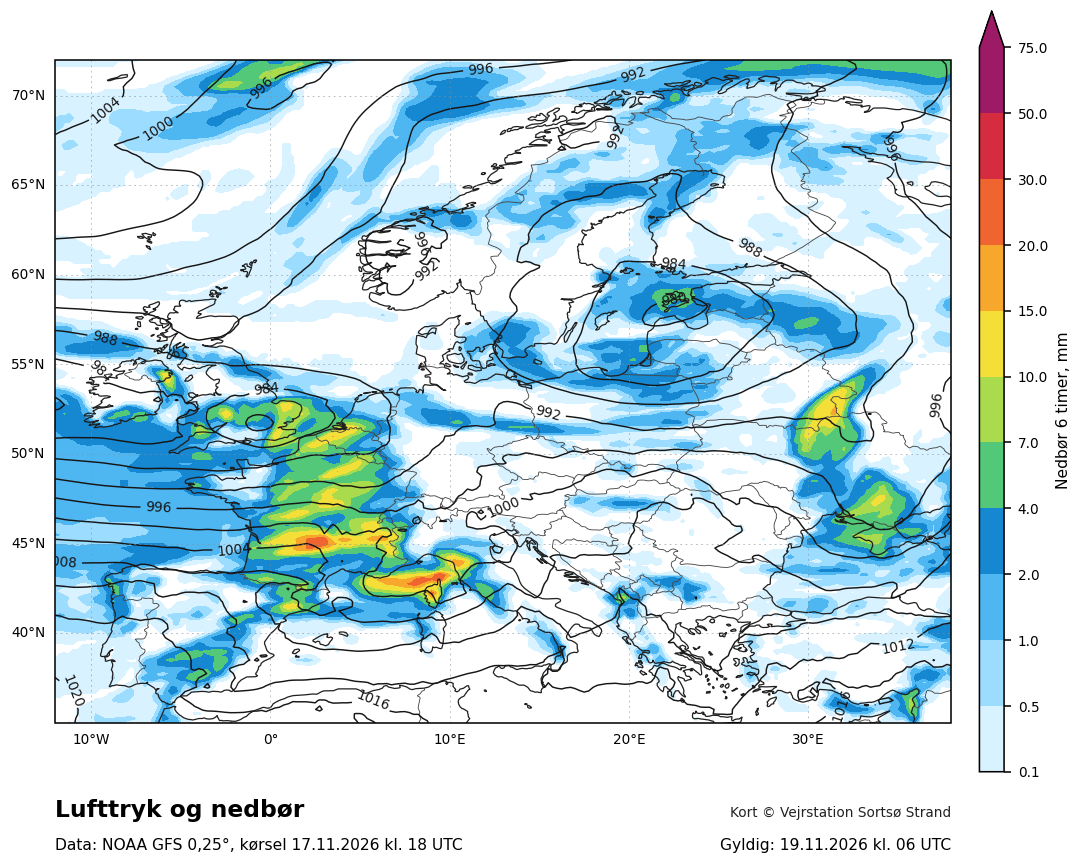 996
992
1004
996
1000
992
996
996
992
988
984
980
988
984
984
992
996
996
1000
1004
1008
1012
1020
1016
1016
70°N
65°N
60°N
55°N
50°N
45°N
40°N
10°W
0°
10°E
20°E
30°E
75.0
50.0
30.0
20.0
15.0
10.0
7.0
4.0
2.0
1.0
0.5
0.1
Nedbør 6 timer, mm
Lufttryk og nedbør
Kort © Vejrstation Sortsø Strand
Data: NOAA GFS 0,25°, kørsel 17.11.2026 kl. 18 UTC
Gyldig: 19.11.2026 kl. 06 UTC